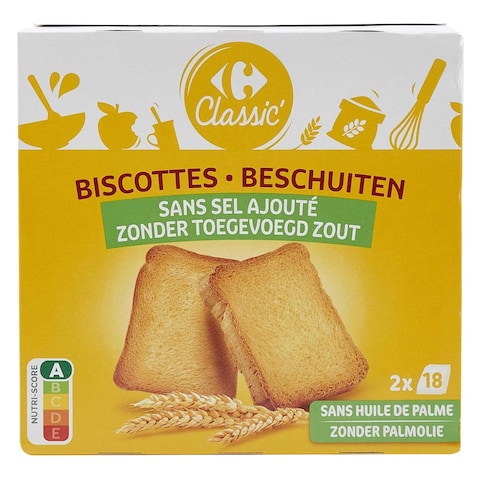 Classic'
BISCOTTES • BESCHUITEN
SANS SEL AJOUTÉ
ZONDER TOEGEVOEGD ZOUT
2x 18
SANS HUILE DE PALME
ZONDER PALMOLIE
NUTRI-SCORE
A
B
C
D
E